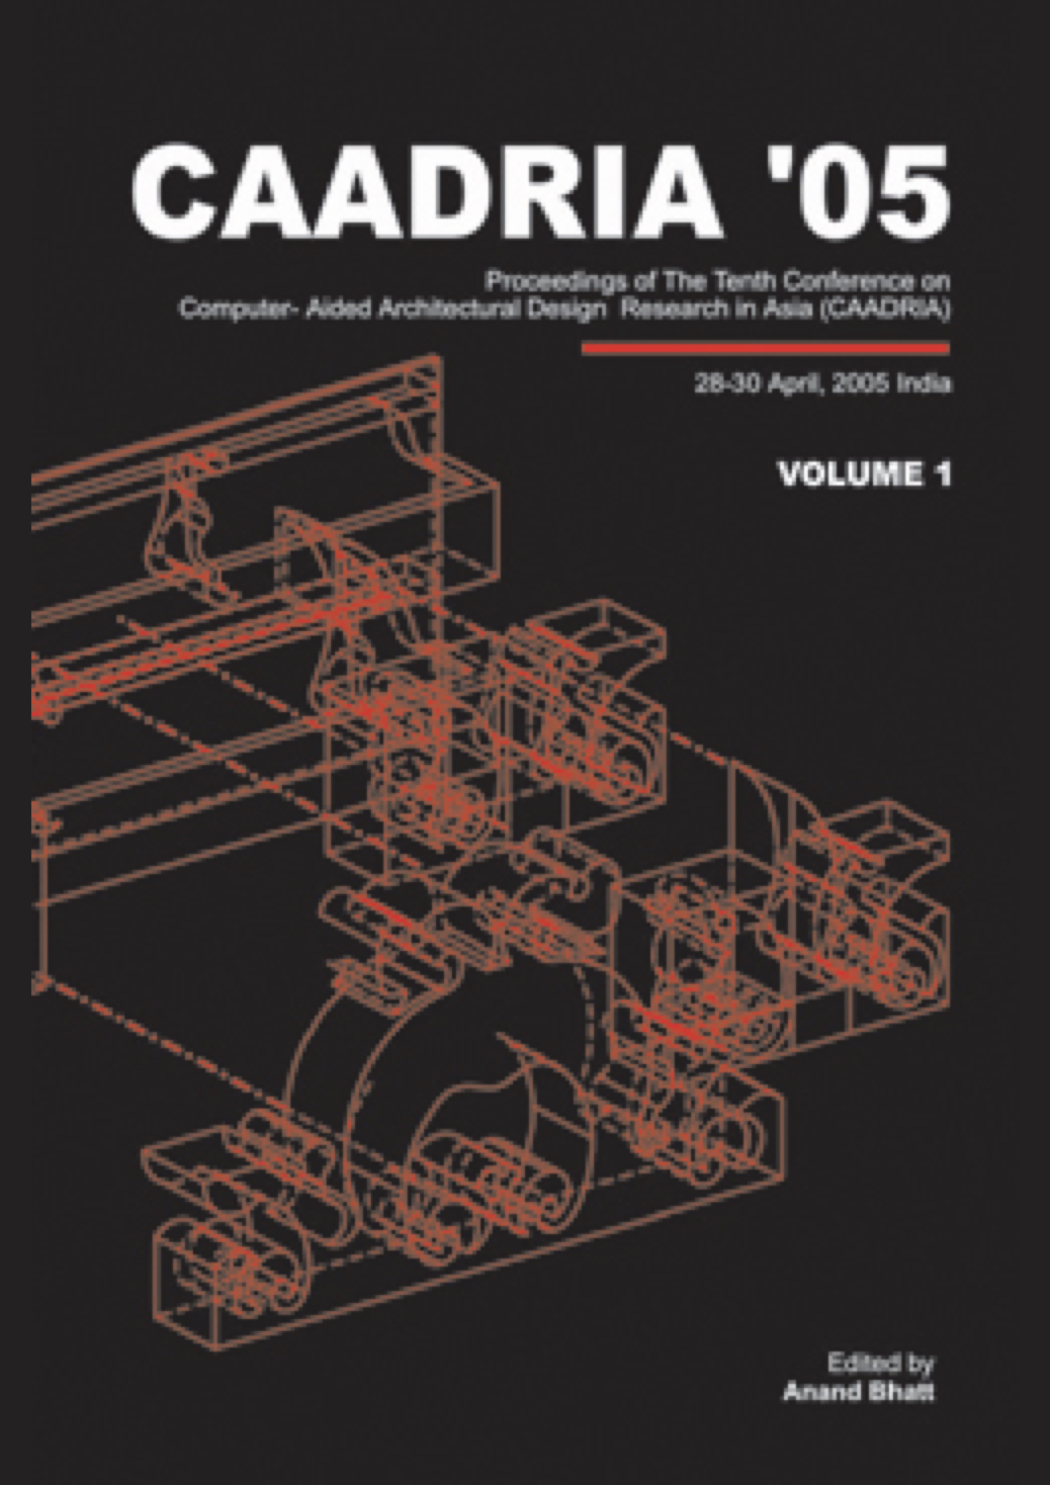 CAADRIA '05
Proceedings of The Tenth Conference on
Computer- Aided Architectural Design Research in Asia (CAADRIA)
28-30 April, 2005 India
VOLUME 1
Edited by
Anand Bhatt